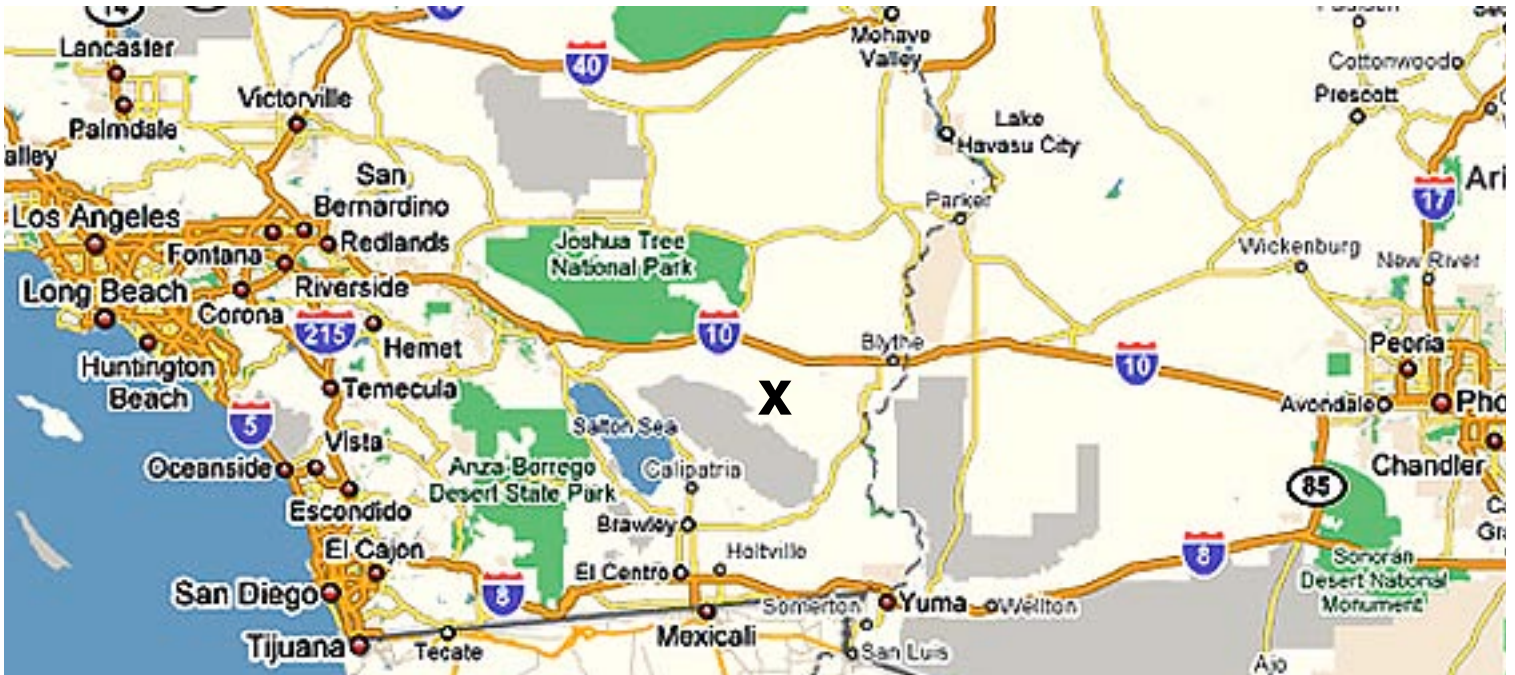 14
Lancaster
Palmdale
alley
Victorville
40
Mohave
Valley
Lake
Havasu City
Parker
Cottonwood
Prescott
17
Ari
Wickenburg
New River
San
Bernardino
Los Angeles
Fontana
Redlands
Long Beach
Riverside
Corona
215
Hemet
Huntington
Beach
Temecula
Joshua Tree
National Park
10
Blythe
10
Peoria
Avondale
Pho
Chandler
X
5
Vista
Oceanside
Escondido
Salton Sea
Anza-Borrego
Desert State Park
Calipatria
Brawley
Holtville
El Centro
El Cajon
San Diego
8
Tijuana
Tecate
Mexicali
Somerton
Yuma
Wellton
San Luis
8
85
Sonoran
Desert National
Monument
Ajo
Ca
Gra